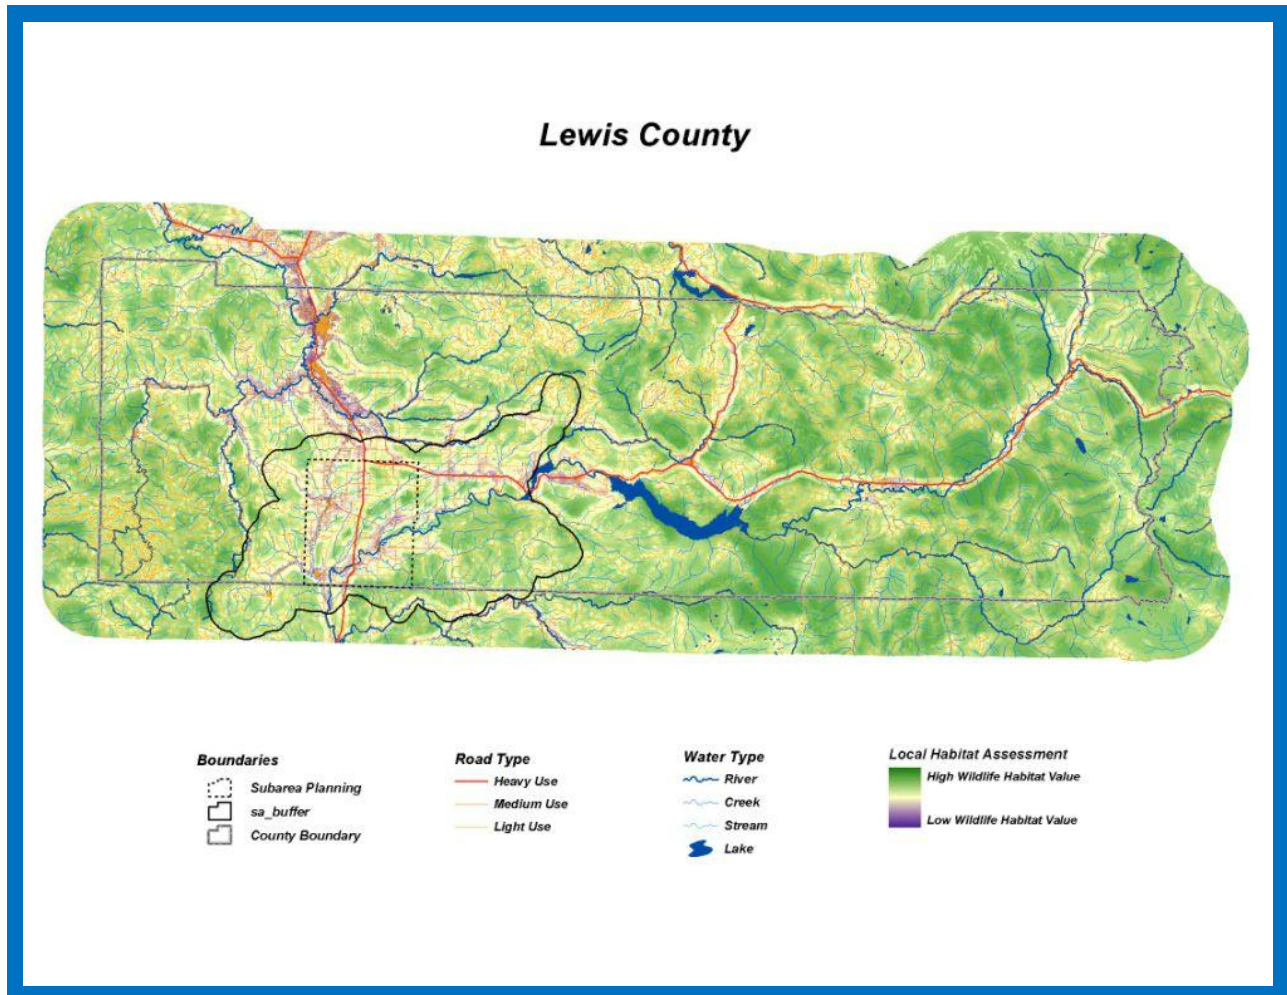 Lewis County
Boundaries
Subarea Planning
sa_buffer
County Boundary
Road Type
Heavy Use
Medium Use
Light Use
Water Type
River
Creek
Stream
Lake
Local Habitat Assessment
High Wildlife Habitat Value
Low Wildlife Habitat Value